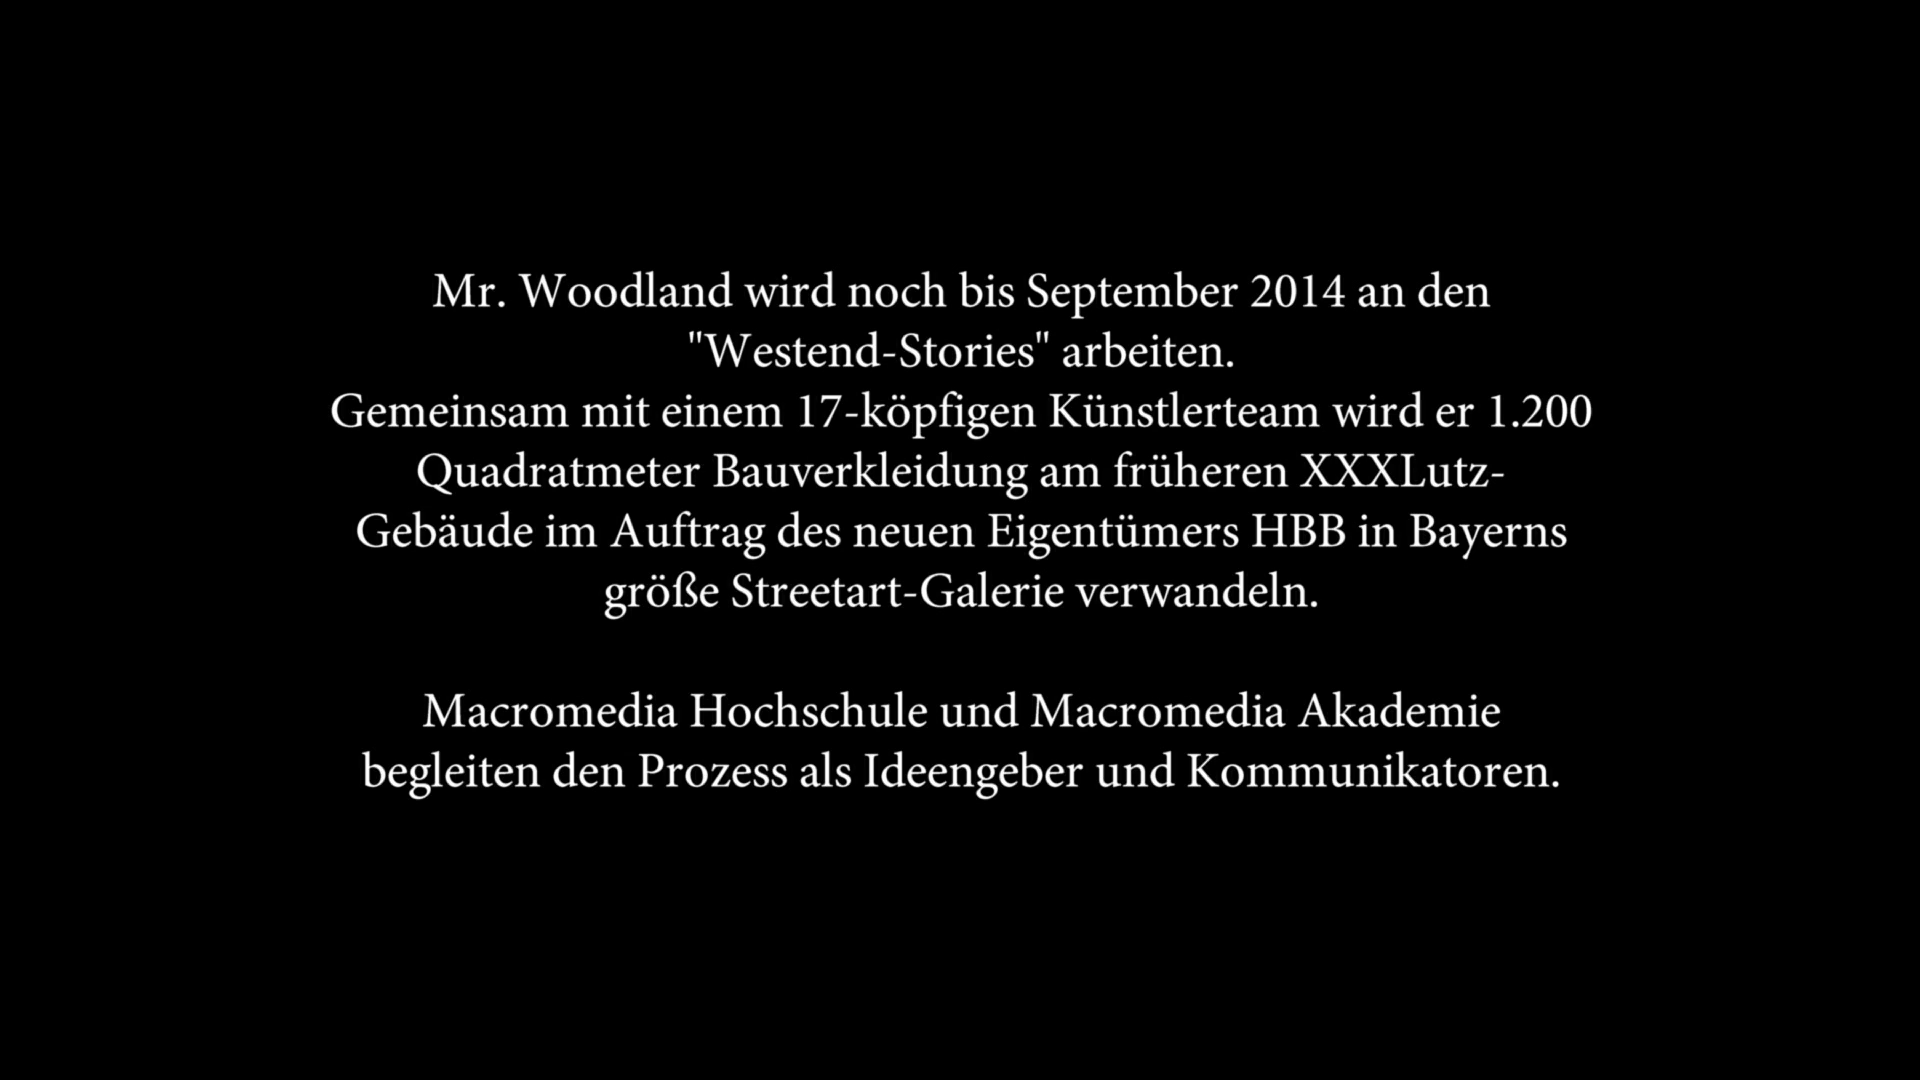 Mr. Woodland wird noch bis September 2014 an den
"Westend-Stories" arbeiten.
Gemeinsam mit einem 17-köpfigen Künstlerteam wird er 1.200
Quadratmeter Bauverkleidung am früheren XXXLutz-
Gebäude im Auftrag des neuen Eigentümers HBB in Bayerns
größe Streetart-Galerie verwandeln.
Macromedia Hochschule und Macromedia Akademie
begleiten den Prozess als Ideengeber und Kommunikatoren.